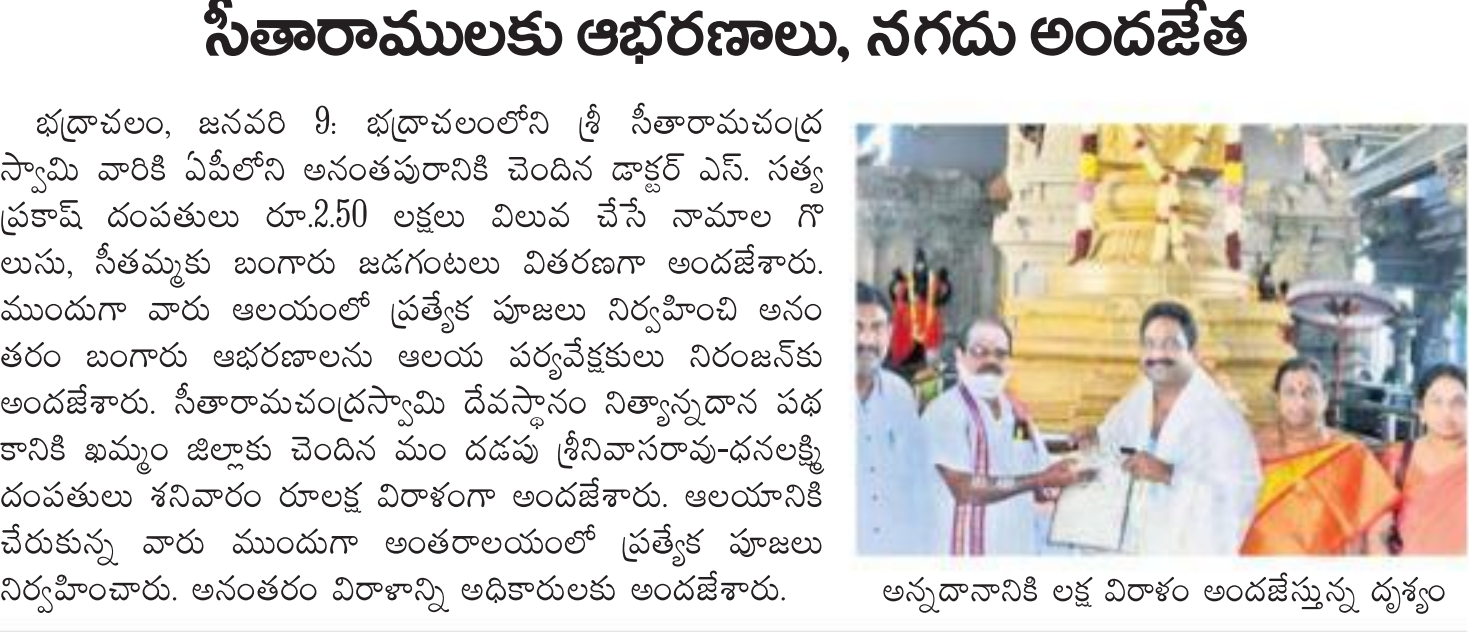 సీతారాములకు ఆభరణాలు, నగదు అందజేత
భద్రాచలం, జనవరి 9: భద్రాచలంలోని శ్రీ సీతారామచంద్ర
స్వామి వారికి ఏపీలోని అనంతపురానికి చెందిన డాక్టర్ ఎస్. సత్య
ప్రకాష్ దంపతులు రూ.2.50 లక్షలు విలువ చేసే నామాల గొ
లుసు, సీతమ్మకు బంగారు జడగంటలు వితరణగా అందజేశారు.
ముందుగా వారు ఆలయంలో ప్రత్యేక పూజలు నిర్వహించి అనం
తరం బంగారు ఆభరణాలను ఆలయ పర్యవేక్షకులు నిరంజన్‌కు
అందజేశారు. సీతారామచంద్రస్వామి దేవస్థానం నిత్యాన్నదాన పథ
కానికి ఖమ్మం జిల్లాకు చెందిన మం దడపు శ్రీనివాసరావు-ధనలక్ష్మి
దంపతులు శనివారం రూలక్ష విరాళంగా అందజేశారు. ఆలయానికి
చేరుకున్న వారు ముందుగా అంతరాలయంలో ప్రత్యేక పూజలు
నిర్వహించారు. అనంతరం విరాళాన్ని అధికారులకు అందజేశారు.
అన్నదానానికి లక్ష విరాళం అందజేస్తున్న దృశ్యం